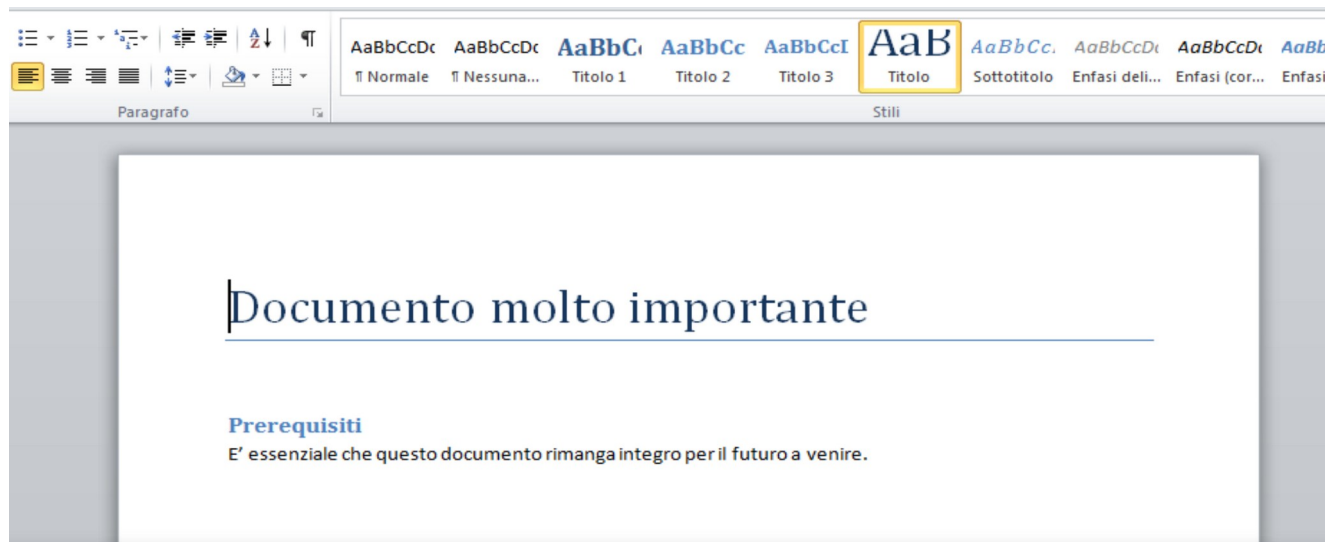 AaBbCcDc AaBbCcDc AaBbC AaBbCc AaBbCcI AaB AaBbCc. AaBbCcDc AaBbCcDc AaBb
¶ Normale ¶ Nessuna... Titolo 1 Titolo 2 Titolo 3 Titolo Sottotitolo Enfasi deli... Enfasi (cor... Enfasi
Paragrafo Stili
Documento molto importante
Prerequisiti
E’ essenziale che questo documento rimanga integro per il futuro a venire.